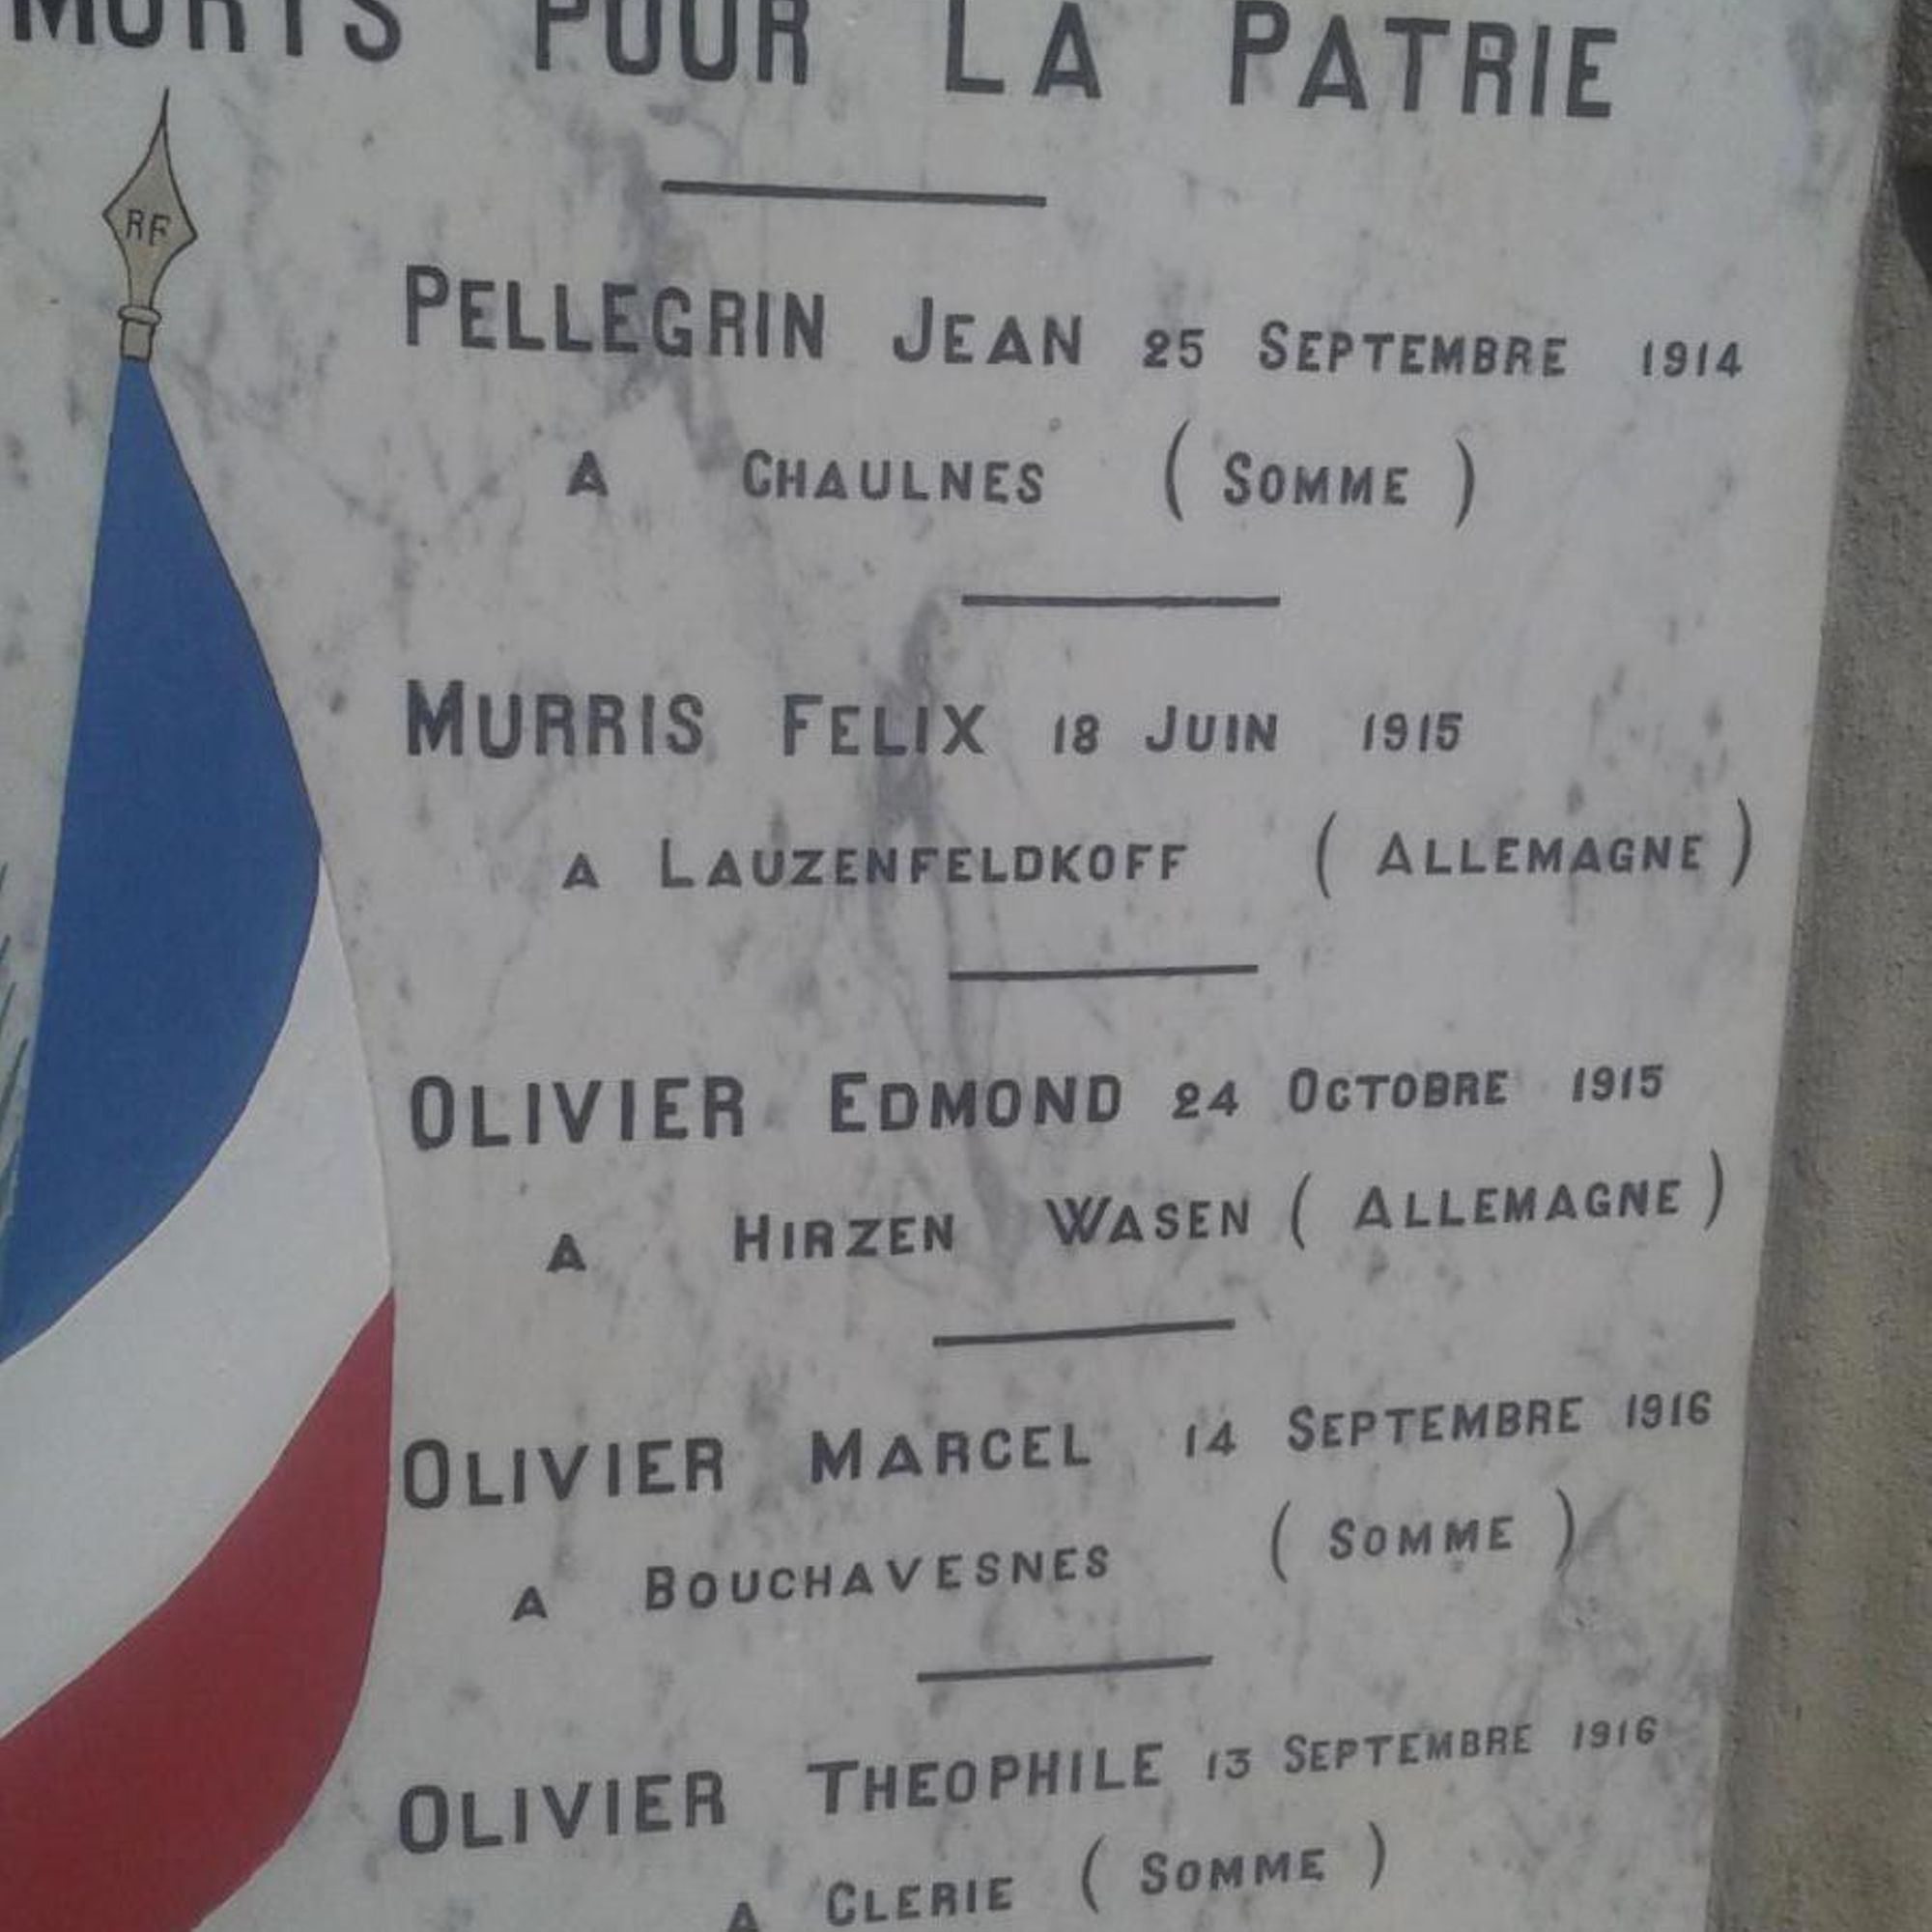 MORTS POUR LA PATRIE
RF
PELLEGRIN JEAN 25 SEPTEMBRE 1914
A CHAULNES ( SOMME )
MURRIS FELIX 18 JUIN 1915
A LAUZENFELDKOFF ( ALLEMAGNE )
OLIVIER EDMOND 24 OCTOBRE 1915
A HIRZEN WASEN ( ALLEMAGNE )
OLIVIER MARCEL 14 SEPTEMBRE 1916
A BOUCHAVESNES ( SOMME )
OLIVIER THEOPHILE 13 SEPTEMBRE 1916
A CLERIE ( SOMME )